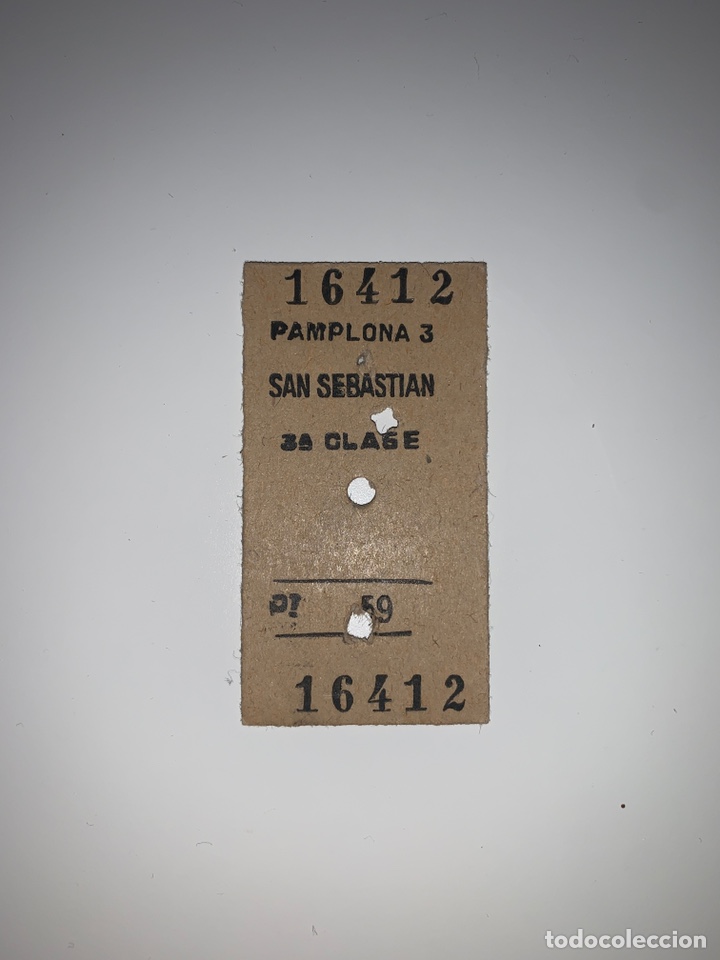 16412
PAMPLONA 3
a
SAN SEBASTIAN
3ª CLASE
PT 59
16412
todocoleccion